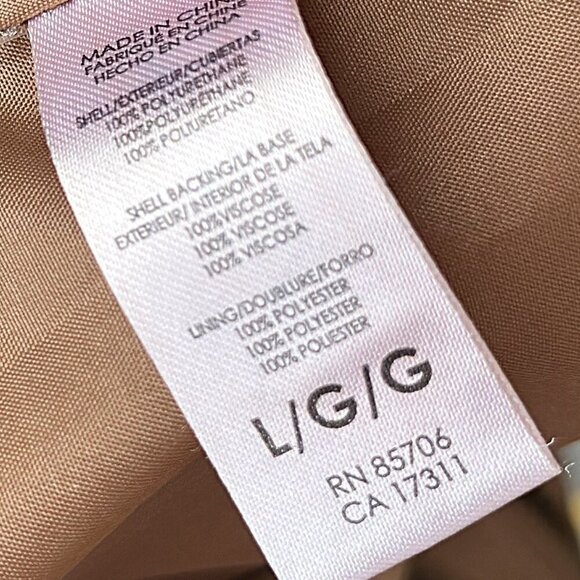 MADE IN CHINA
FABRIQUÉ EN CHINE
HECHO EN CHINA
SHELL/EXTERIEUR/CUBIERTAS
100% POLYURETHANE
100%POLYURÉTHANE
100% POLIURETANO
SHELL BACKING/LA BASE
EXTERIEUR/ INTERIOR DE LA TELA
100%VISCOSE
100% VISCOSE
100% VISCOSA
LINING/DOUBLURE/FORRO
100% POLYESTER
100% POLYESTER
100% POLIESTER
L/G/G
RN 85706
CA 17311